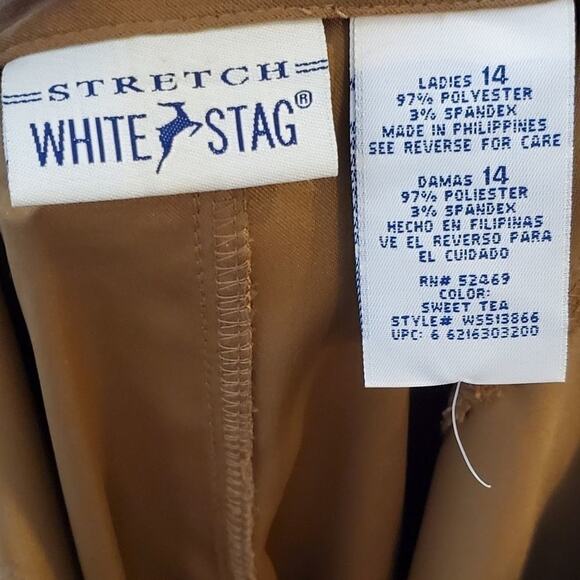 STRETCH
WHITE STAG®
LADIES 14
97% POLYESTER
3% SPANDEX
MADE IN PHILIPPINES
SEE REVERSE FOR CARE
DAMAS 14
97% POLIESTER
3% SPANDEX
HECHO EN FILIPINAS
VE EL REVERSO PARA
EL CUIDADO
RN# 52469
COLOR:
SWEET TEA
STYLE# WS513866
UPC: 6 6216303200